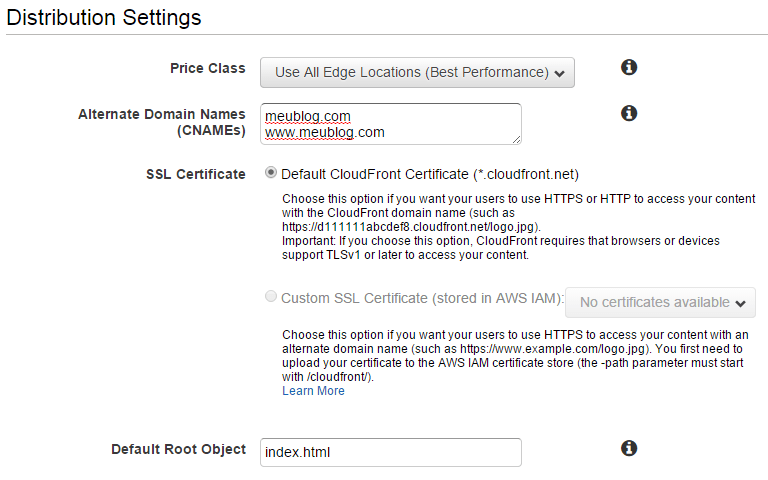 Distribution Settings
Price Class
Use All Edge Locations (Best Performance)
Alternate Domain Names
(CNAMEs)
meublog.com
www.meublog.com
SSL Certificate
Default CloudFront Certificate (*.cloudfront.net)
Choose this option if you want your users to use HTTPS or HTTP to access your content
with the CloudFront domain name (such as
https://d111111abcdef8.cloudfront.net/logo.jpg).
Important: If you choose this option, CloudFront requires that browsers or devices
support TLSv1 or later to access your content.
Custom SSL Certificate (stored in AWS IAM):
No certificates available
Choose this option if you want your users to use HTTPS to access your content with an
alternate domain name (such as https://www.example.com/logo.jpg). You first need to
upload your certificate to the AWS IAM certificate store (the -path parameter must start
with /cloudfront/).
Learn More
Default Root Object
index.html